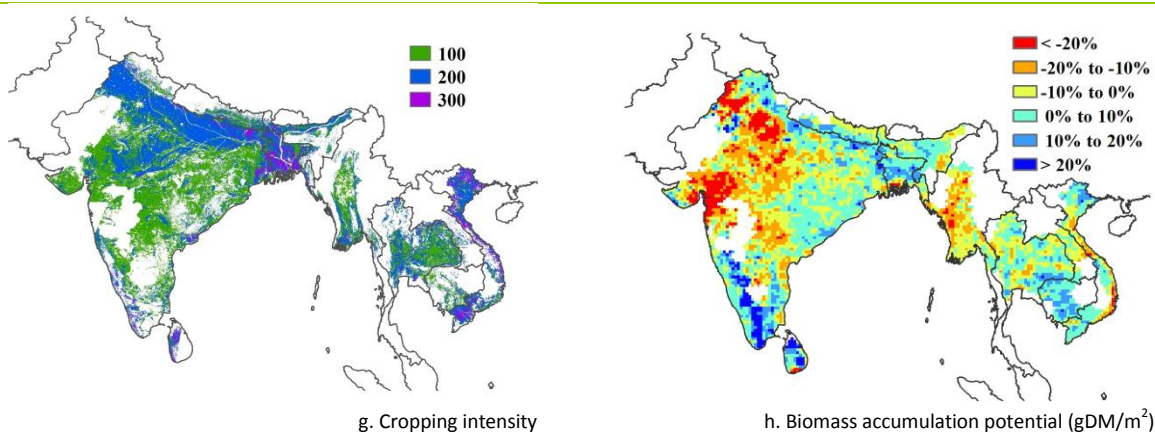 100
200
300
< -20%
-20% to -10%
-10% to 0%
0% to 10%
10% to 20%
> 20%
g. Cropping intensity
h. Biomass accumulation potential (gDM/m²)